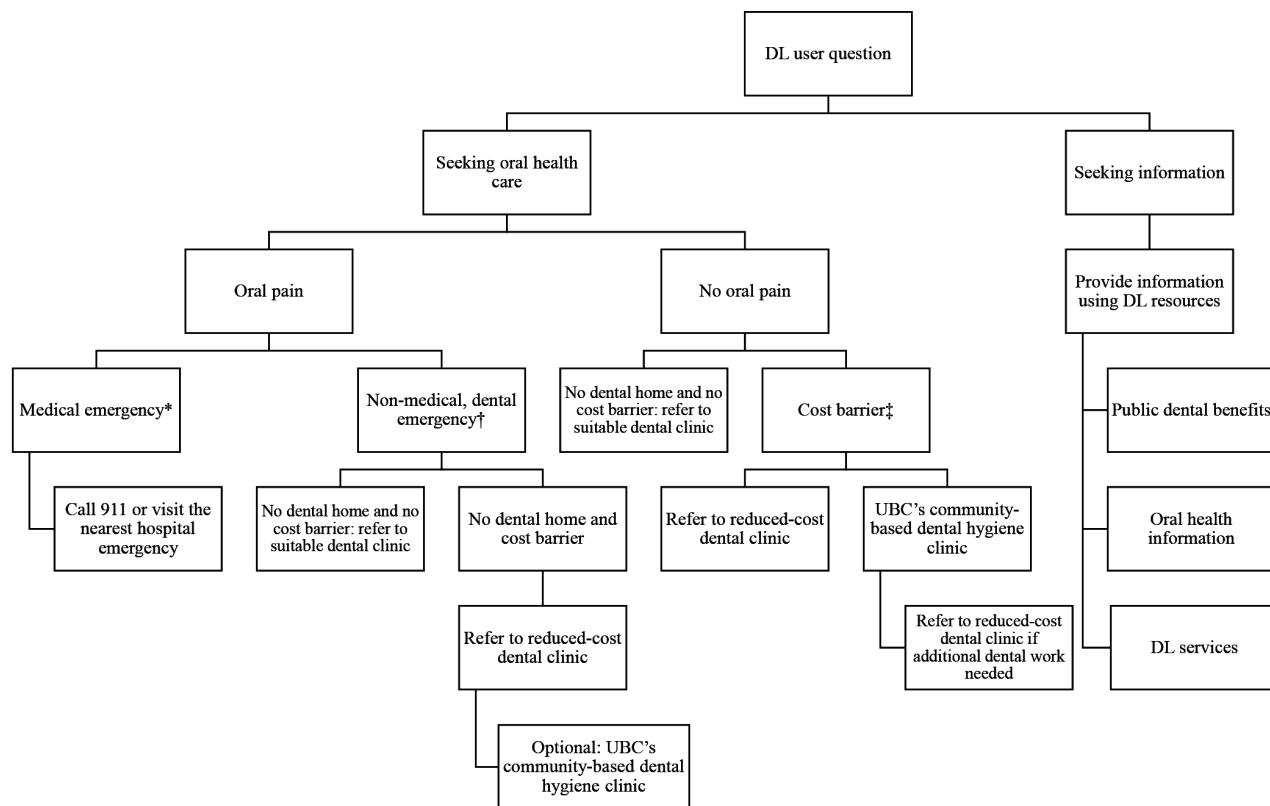 DL user question
Seeking oral health
care
Seeking information
Oral pain
No oral pain
Provide information
using DL resources
Medical emergency*
Non-medical, dental
emergency†
No dental home and no
cost barrier: refer to
suitable dental clinic
Cost barrier‡
Public dental benefits
Call 911 or visit the
nearest hospital
emergency
No dental home and no
cost barrier: refer to
suitable dental clinic
No dental home and
cost barrier
Refer to reduced-cost
dental clinic
UBC’s community-
based dental hygiene
clinic
Oral health
information
Refer to reduced-cost
dental clinic
Refer to reduced-cost
dental clinic if
additional dental work
needed
DL services
Optional: UBC’s
community-based dental
hygiene clinic